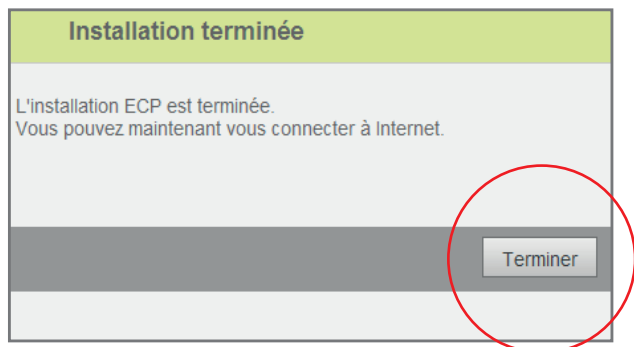 Installation terminée
L'installation ECP est terminée.
Vous pouvez maintenant vous connecter à Internet.
Terminer